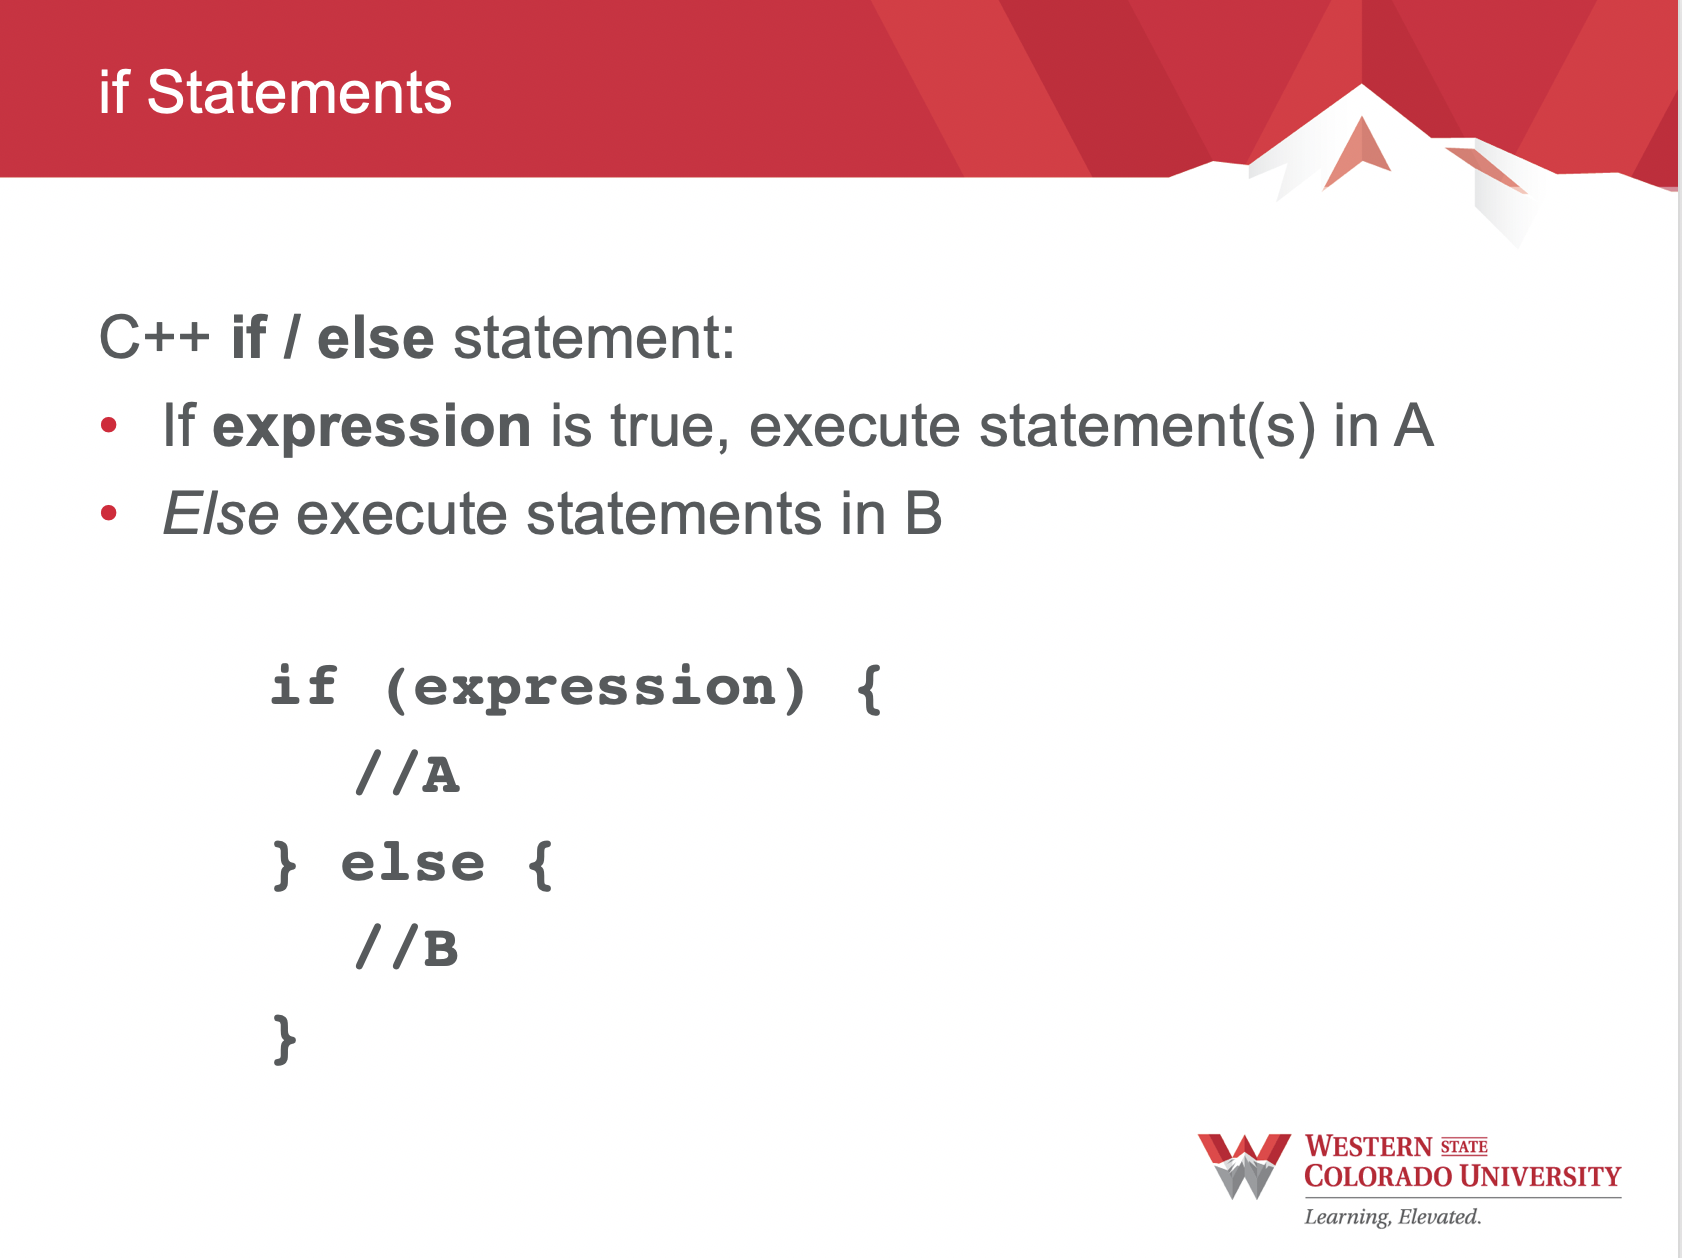 if Statements
C++ if / else statement:
• If expression is true, execute statement(s) in A
• Else execute statements in B
if (expression) {
//A
} else {
//B
}
WESTERN STATE
COLORADO UNIVERSITY
Learning, Elevated.